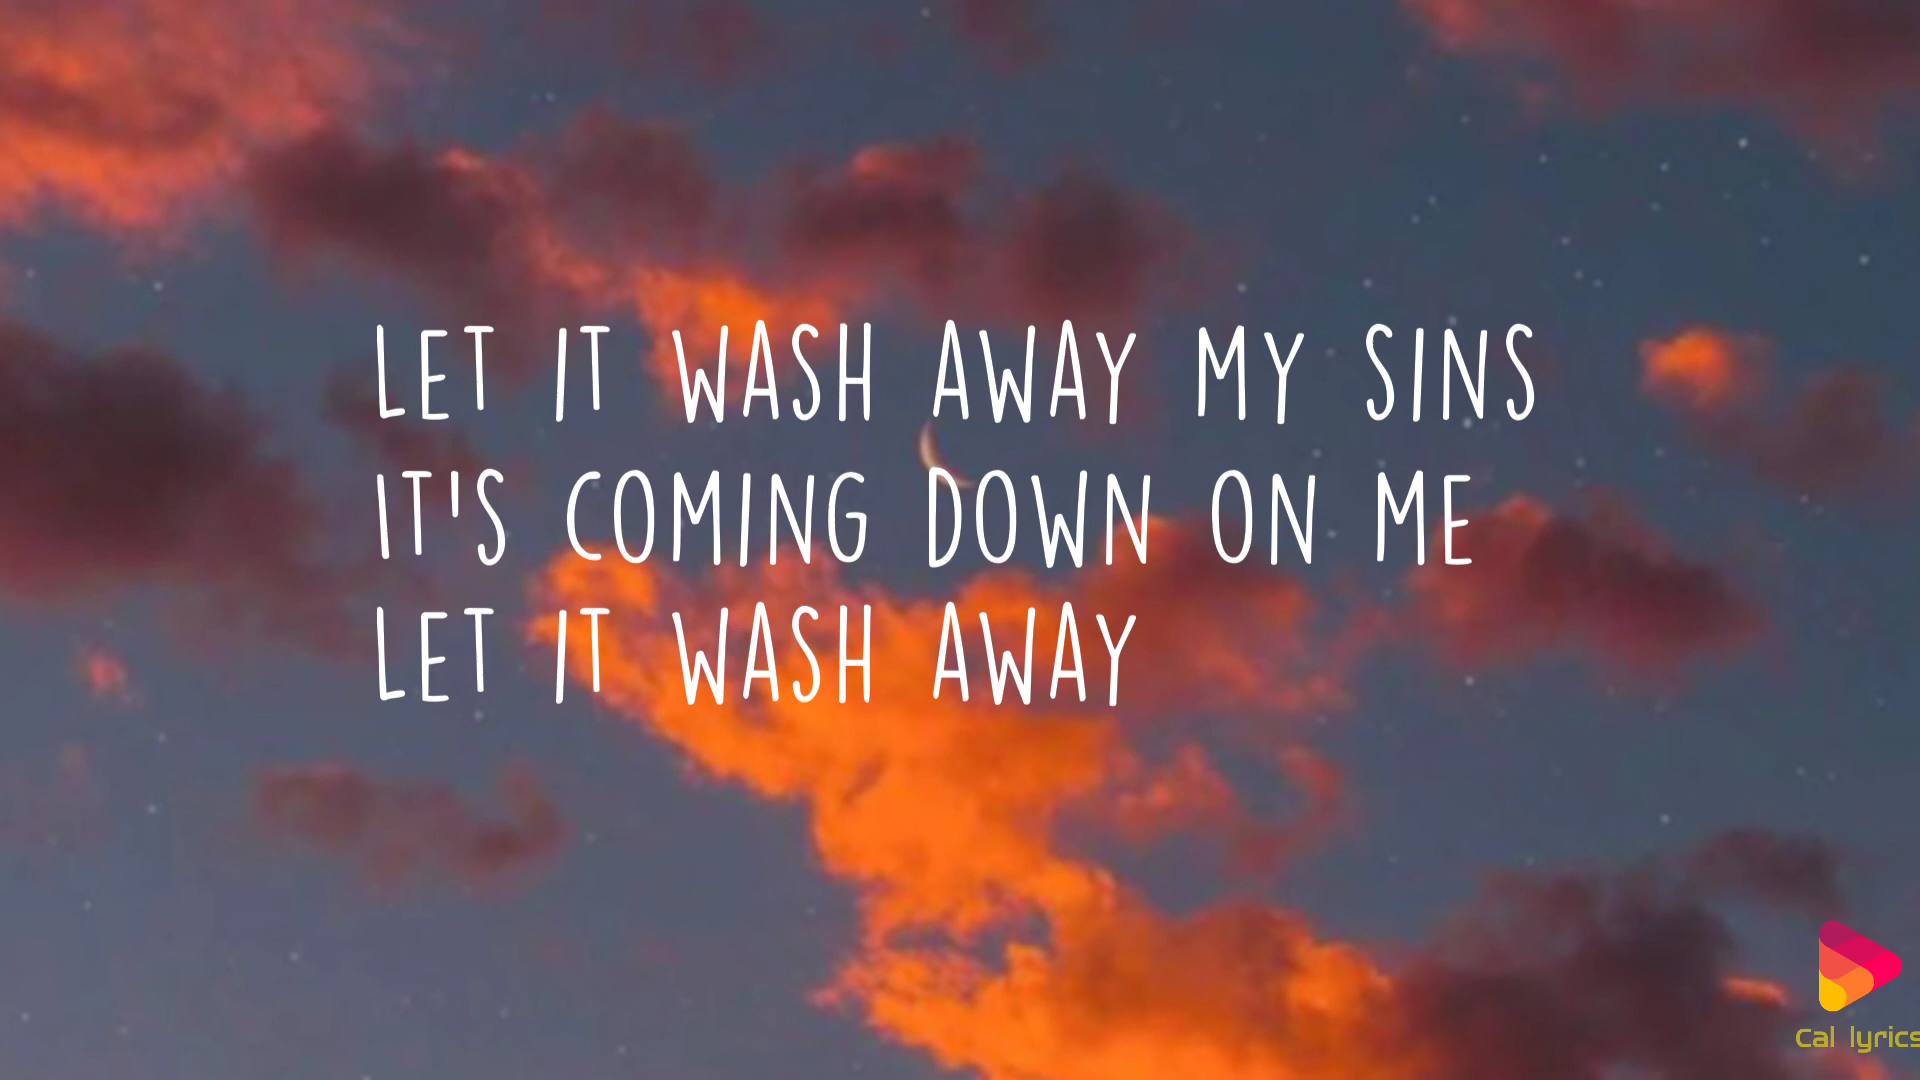 LET IT WASH AWAY MY SINS
IT'S COMING DOWN ON ME
LET IT WASH AWAY
Cal lyrics